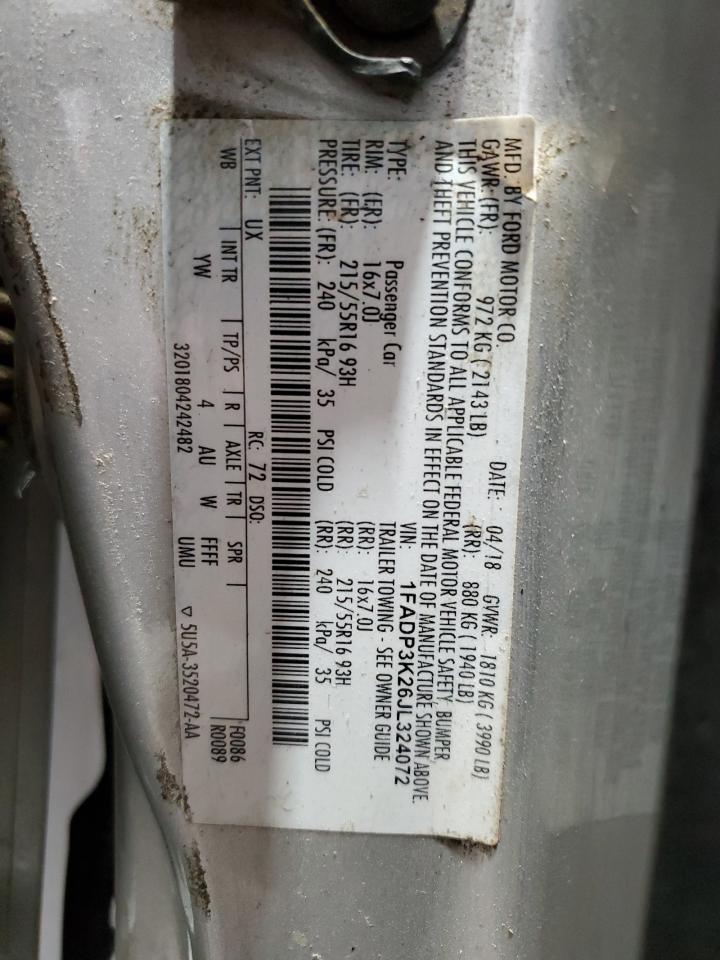 MFD. BY FORD MOTOR CO. DATE: 04/18 GVWR: 1810 KG ( 3990 LB)
GAWR: (FR): 972 KG ( 2143 LB) (RR): 880 KG ( 1940 LB)
THIS VEHICLE CONFORMS TO ALL APPLICABLE FEDERAL MOTOR VEHICLE SAFETY BUMPER
AND THEFT PREVENTION STANDARDS IN EFFECT ON THE DATE OF MANUFACTURE SHOWN ABOVE.
VIN: 1FADP3K26JL324072
TYPE: Passenger Car TRAILER TOWING - SEE OWNER GUIDE
RIM: (FR): 16x7.0J (RR): 16x7.0J
TIRE: (FR): 215/55R16 93H (RR): 215/55R16 93H
PRESSURE: (FR): 240 kPa/ 35 PSI COLD (RR): 240 kPa/ 35 PSI COLD
EXT PNT: UX RC: 72 DSO:
WB INT TR TP/PS R AXLE TR SPR F0086
YW 4 AU W FFFF R0089
3201804242482 UMU ▽ 5U5A-3520472-AA